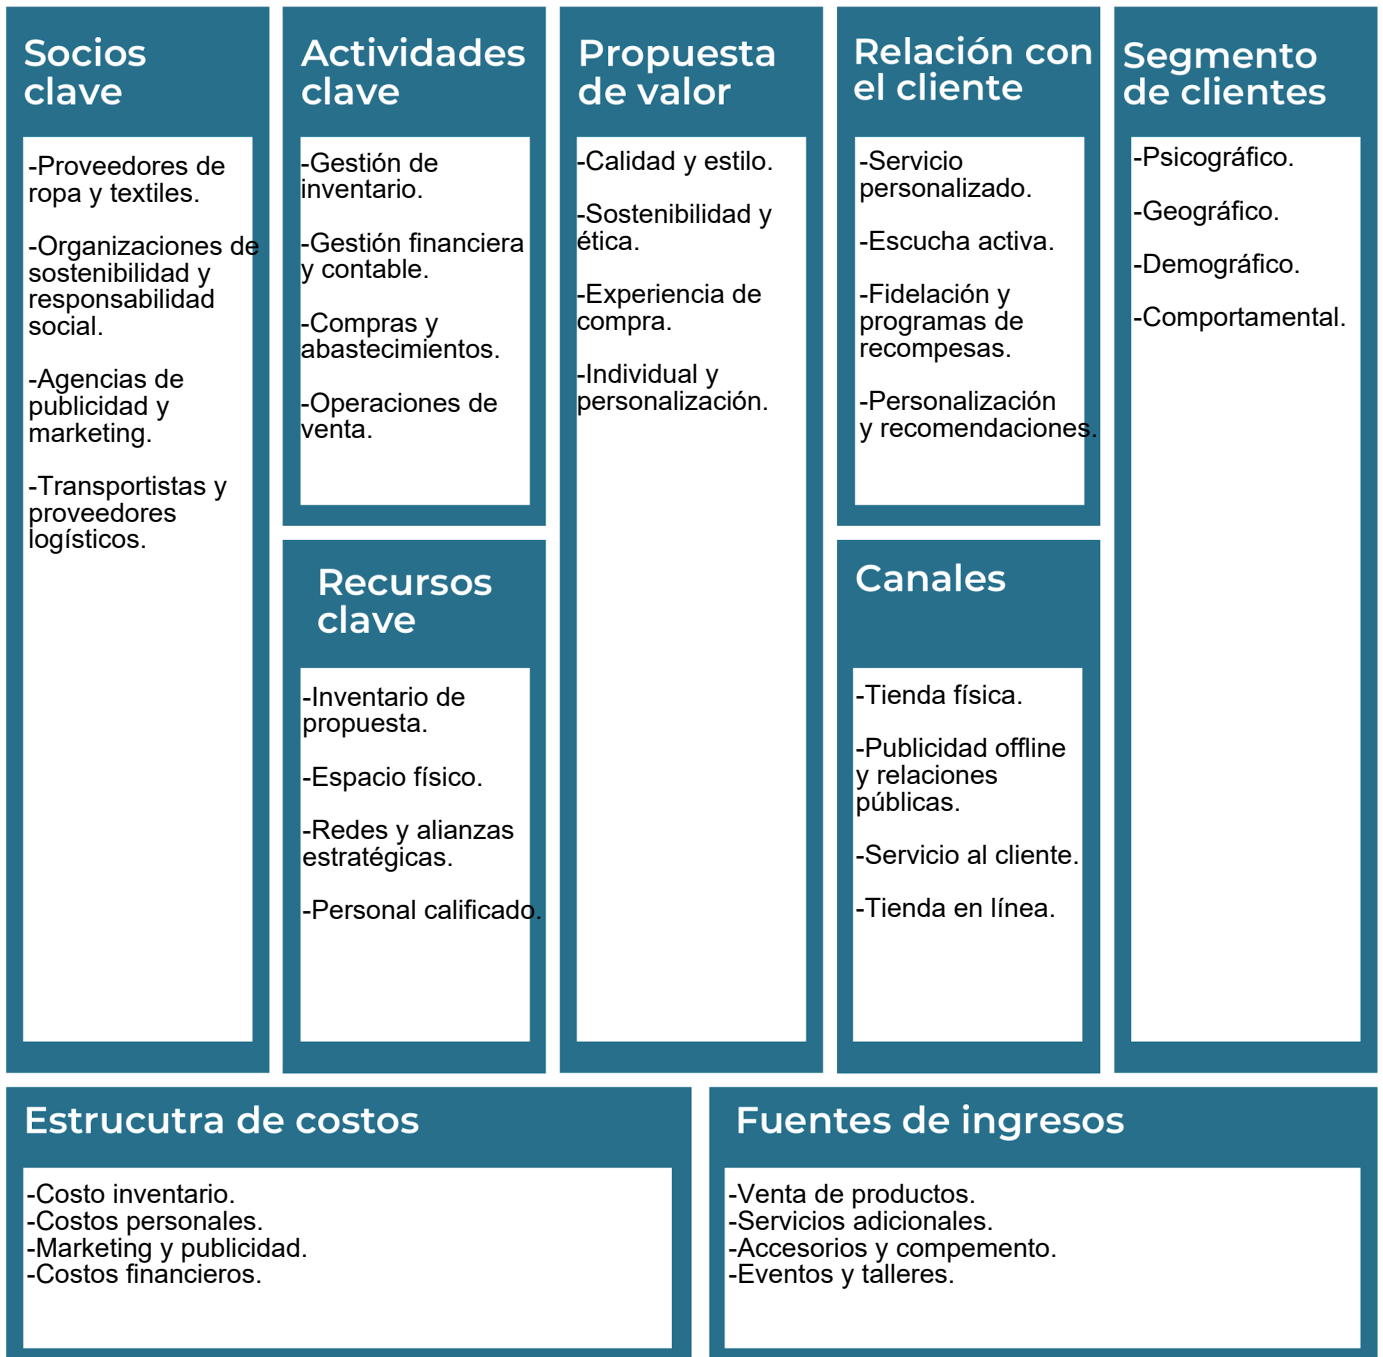 Socios
clave
-Proveedores de
ropa y textiles.
-Organizaciones de
sostenibilidad y
responsabilidad
social.
-Agencias de
publicidad y
marketing.
-Transportistas y
proveedores
logísticos.
Actividades
clave
-Gestión de
inventario.
-Gestión financiera
y contable.
-Compras y
abastecimientos.
-Operaciones de
venta.
Recursos
clave
-Inventario de
propuesta.
-Espacio físico.
-Redes y alianzas
estratégicas.
-Personal calificado.
Propuesta
de valor
-Calidad y estilo.
-Sostenibilidad y
ética.
-Experiencia de
compra.
-Individual y
personalización.
Relación con
el cliente
-Servicio
personalizado.
-Escucha activa.
-Fidelación y
programas de
recompesas.
-Personalización
y recomendaciones.
Canales
-Tienda física.
-Publicidad offline
y relaciones
públicas.
-Servicio al cliente.
-Tienda en línea.
Segmento
de clientes
-Psicográfico.
-Geográfico.
-Demográfico.
-Comportamental.
Estrucutra de costos
-Costo inventario.
-Costos personales.
-Marketing y publicidad.
-Costos financieros.
Fuentes de ingresos
-Venta de productos.
-Servicios adicionales.
-Accesorios y compemento.
-Eventos y talleres.